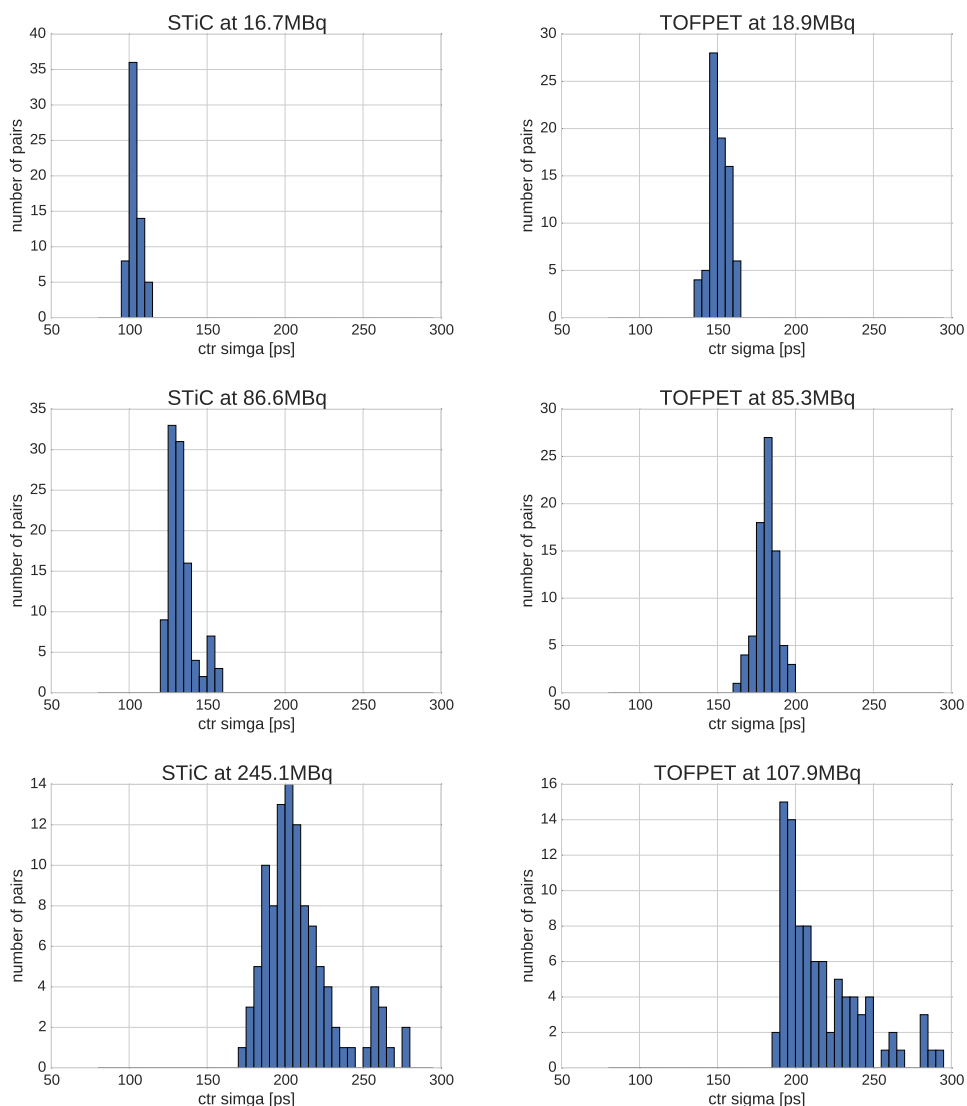 STiC at 16.7MBq
40
35
30
25
20
15
10
5
0
number of pairs
50 100 150 200 250 300
ctr simga [ps]
TOFPET at 18.9MBq
30
25
20
15
10
5
0
number of pairs
50 100 150 200 250 300
ctr sigma [ps]
STiC at 86.6MBq
35
30
25
20
15
10
5
0
number of pairs
50 100 150 200 250 300
ctr simga [ps]
TOFPET at 85.3MBq
30
25
20
15
10
5
0
number of pairs
50 100 150 200 250 300
ctr sigma [ps]
STiC at 245.1MBq
14
12
10
8
6
4
2
0
number of pairs
50 100 150 200 250 300
ctr simga [ps]
TOFPET at 107.9MBq
16
14
12
10
8
6
4
2
0
number of pairs
50 100 150 200 250 300
ctr sigma [ps]